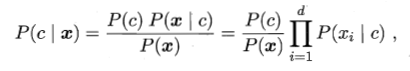 P(c | x) = P(c) P(x | c) / P(x) = P(c) / P(x) ∏_{i=1}^{d} P(x_i | c) ,